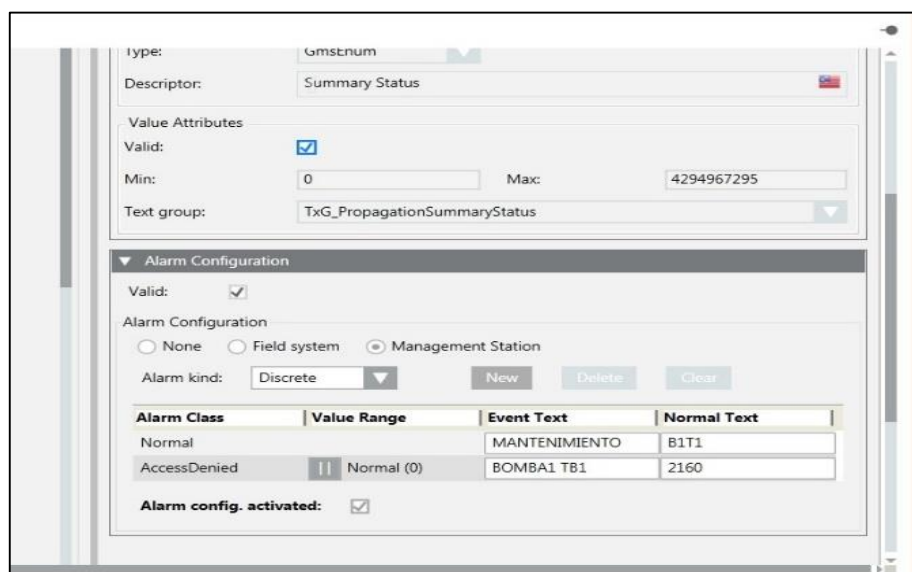 Type: GmsEnum
Descriptor: Summary Status
Value Attributes
Valid:
Min: 0 Max: 4294967295
Text group: TxG_PropagationSummaryStatus
Alarm Configuration
Valid:
Alarm Configuration
None Field system Management Station
Alarm kind: Discrete New Delete Clear
Alarm Class Value Range Event Text Normal Text
Normal MANTENIMIENTO B1T1
AccessDenied Normal (0) BOMBA1 TB1 2160
Alarm config. activated: